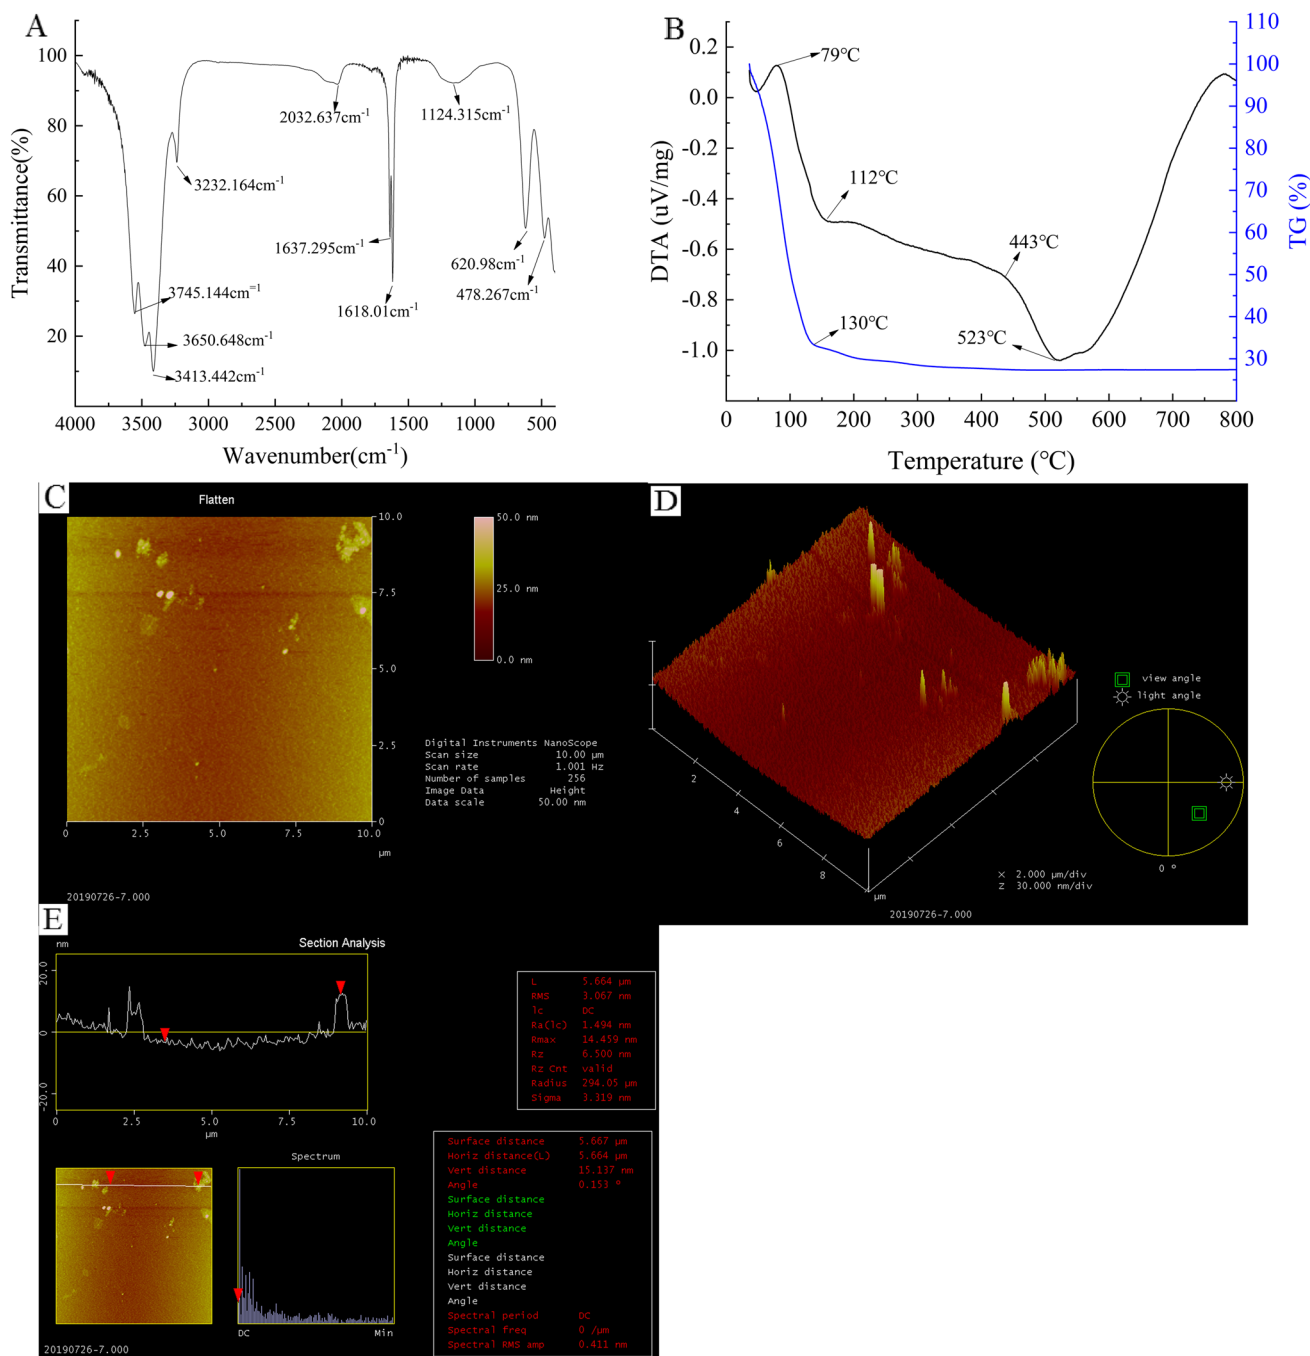 A
100
80
60
40
20
Transmittance(%)
2032.637cm-1
1124.315cm-1
3232.164cm-1
1637.295cm-1
620.98cm-1
478.267cm-1
3745.144cm=1
1618.01cm-1
3650.648cm-1
3413.442cm-1
4000 3500 3000 2500 2000 1500 1000 500
Wavenumber(cm-1)
B
0.2
0.0
-0.2
-0.4
-0.6
-0.8
-1.0
DTA (uV/mg)
79℃
112℃
443℃
130℃
523℃
110
100
90
80
70
60
50
40
30
TG (%)
0 100 200 300 400 500 600 700 800
Temperature (℃)
C
Flatten
10.0
7.5
5.0
2.5
0
0 2.5 5.0 7.5 10.0
μm
50.0 nm
25.0 nm
0.0 nm
Digital Instruments NanoScope
Scan size 10.00 μm
Scan rate 1.001 Hz
Number of samples 256
Image Data Height
Data scale 50.00 nm
20190726-7.000
D
2
4
6
8
μm
view angle
light angle
0 º
X 2.000 μm/div
Z 30.000 nm/div
20190726-7.000
E
nm
Section Analysis
20.0
0
-20.0
0 2.5 5.0 7.5 10.0
μm
L 5.664 μm
RMS 3.087 nm
lc DC
Ra(lc) 1.494 nm
Rmax 14.459 nm
Rz 6.500 nm
Rz Cnt valid
Radius 294.05 μm
Sigma 3.319 nm
Surface distance 5.667 μm
Horiz distance(L) 5.664 μm
Vert distance 15.137 nm
Angle 0.153 º
Surface distance
Horiz distance
Vert distance
Angle
Surface distance
Horiz distance
Vert distance
Angle
Spectral period DC
Spectral freq 0 /μm
Spectral RMS amp 0.411 nm
Spectrum
DC Min
20190726-7.000